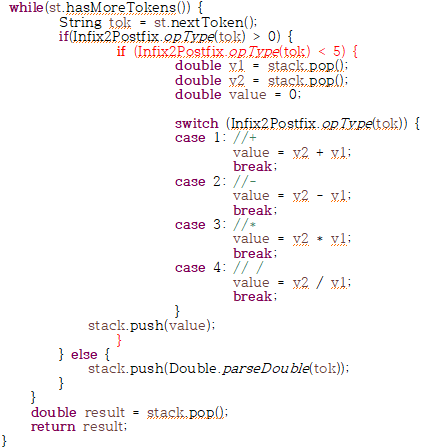 while(st.hasMoreTokens()) {
String tok = st.nextToken();
if(Infix2Postfix.opType(tok) > 0) {
if (Infix2Postfix.opType(tok) < 5) {
double v1 = stack.pop();
double v2 = stack.pop();
double value = 0;
switch (Infix2Postfix.opType(tok)) {
case 1: //+
value = v2 + v1;
break;
case 2: //-
value = v2 - v1;
break;
case 3: //*
value = v2 * v1;
break;
case 4: // /
value = v2 / v1;
break;
}
stack.push(value);
}
} else {
stack.push(Double.parseDouble(tok));
}
}
double result = stack.pop();
return result;
}